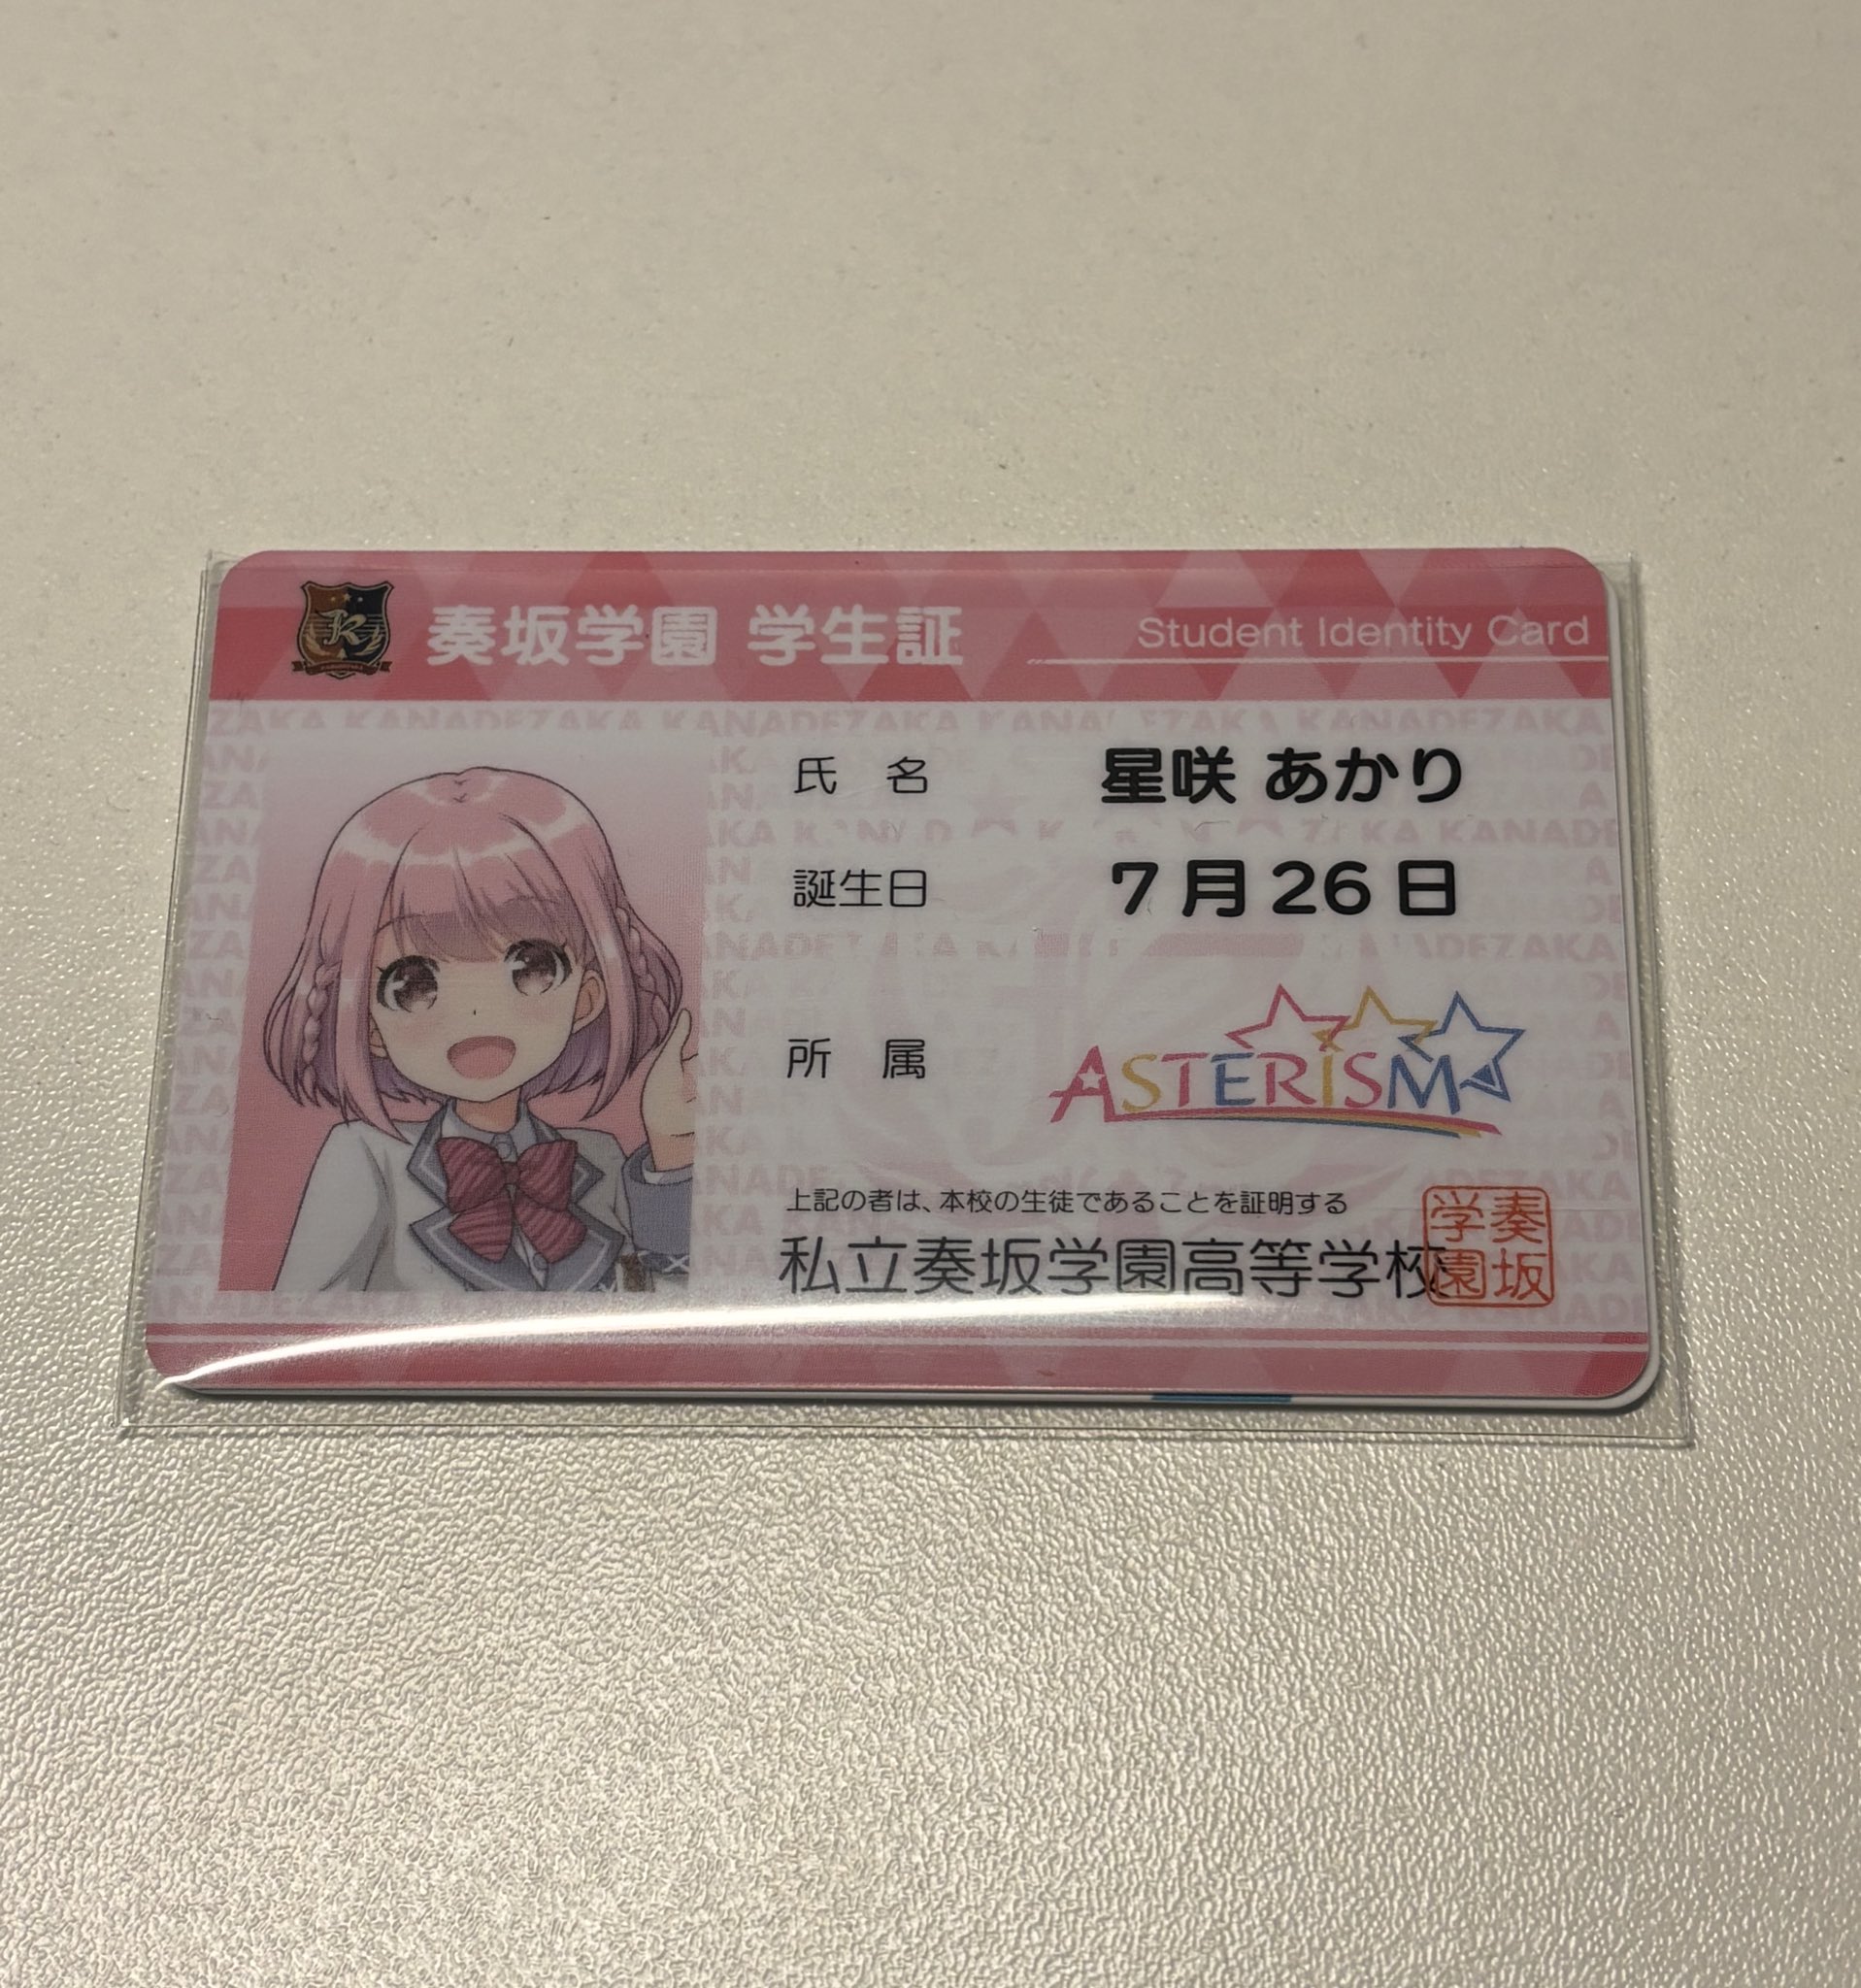 奏坂学園 学生証
Student Identity Card
氏 名 星咲 あかり
誕生日 7月26日
所 属 ASTERISM
上記の者は、本校の生徒であることを証明する
私立奏坂学園高等学校
奏坂学園